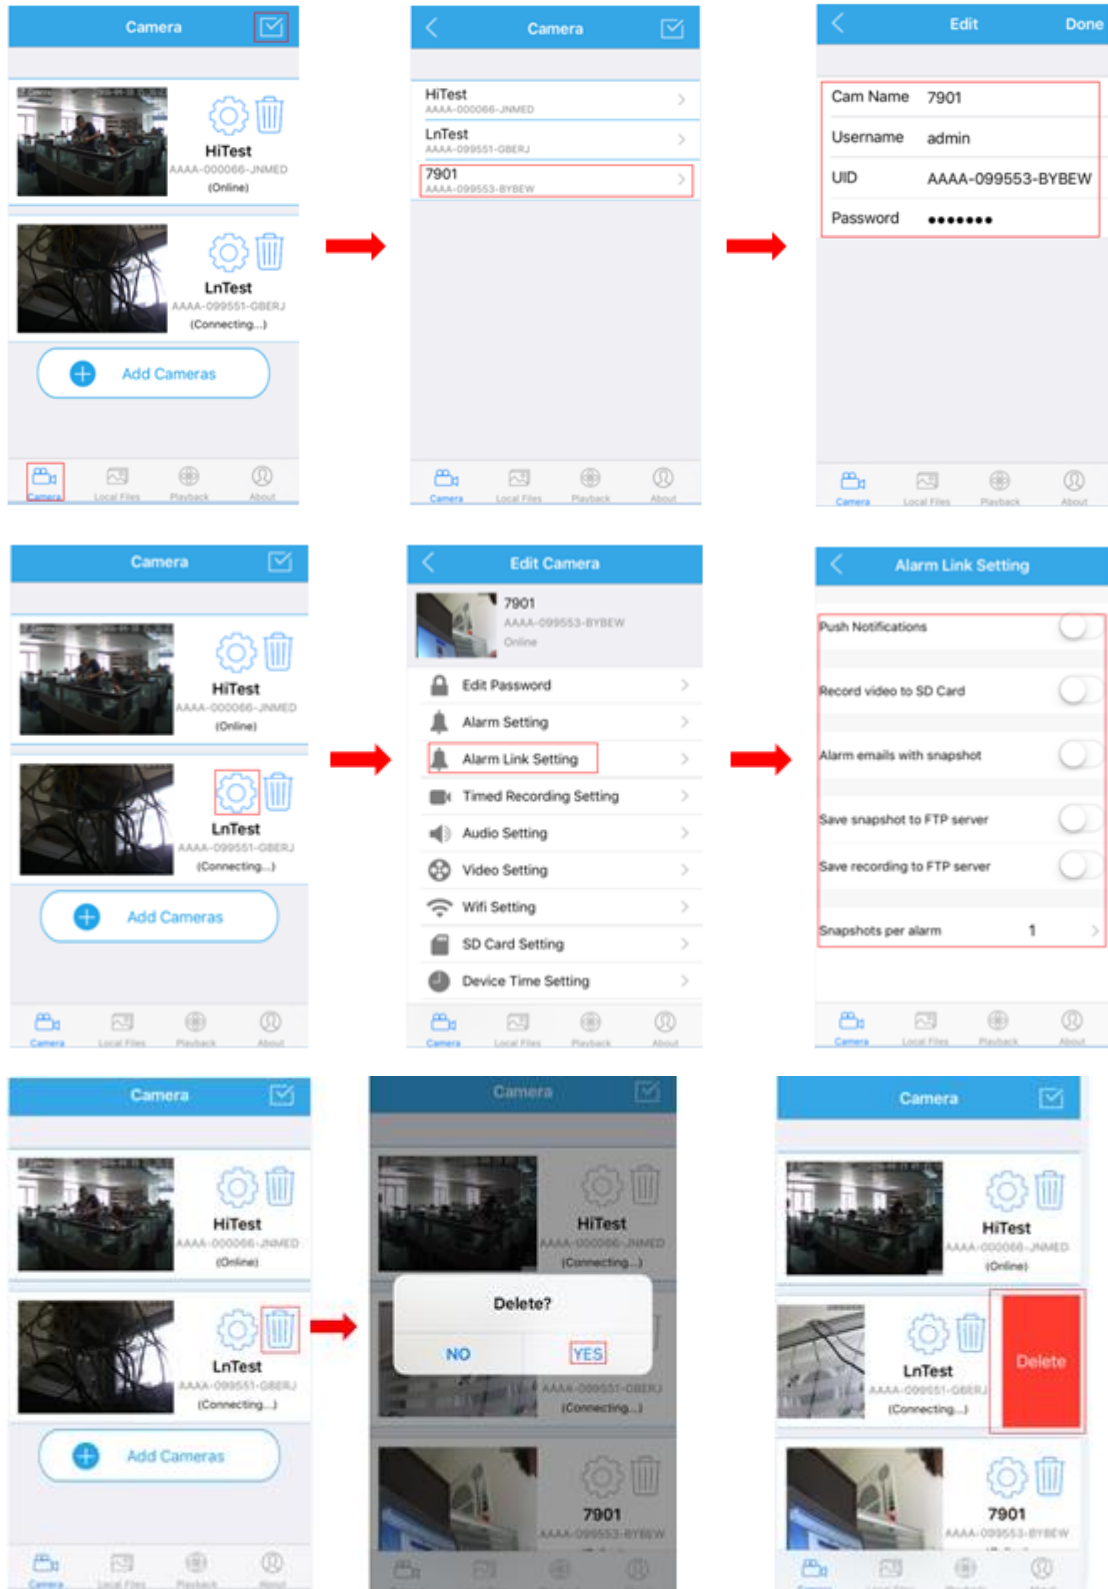 Camera
HiTest
AAAA-000066-JNMED
(Online)
LnTest
AAAA-099551-GBERJ
(Connecting...)
Add Cameras
Camera
Local Files
Playback
About
Camera
HiTest
AAAA-000066-JNMED
LnTest
AAAA-099551-GBERJ
7901
AAAA-099553-BYBEW
Camera
Local Files
Playback
About
Edit
Done
Cam Name 7901
Username admin
UID AAAA-099553-BYBEW
Password •••••••
Camera
Local Files
Playback
About
Camera
HiTest
AAAA-000066-JNMED
(Online)
LnTest
AAAA-099551-GBERJ
(Connecting...)
Add Cameras
Camera
Local Files
Playback
About
Edit Camera
7901
AAAA-099553-BYBEW
Online
Edit Password
Alarm Setting
Alarm Link Setting
Timed Recording Setting
Audio Setting
Video Setting
Wifi Setting
SD Card Setting
Device Time Setting
Camera
Local Files
Playback
About
Alarm Link Setting
Push Notifications
Record video to SD Card
Alarm emails with snapshot
Save snapshot to FTP server
Save recording to FTP server
Snapshots per alarm 1
Camera
Local Files
Playback
About
Camera
HiTest
AAAA-000066-JNMED
(Online)
LnTest
AAAA-099551-GBERJ
(Connecting...)
Add Cameras
Camera
Local Files
Playback
About
Camera
HiTest
AAAA-000066-JNMED
(Connecting...)
Delete?
NO
YES
AAAA-099551-GBERJ
(Connecting...)
7901
AAAA-099553-BYBEW
Camera
HiTest
AAAA-000066-JNMED
(Online)
LnTest
AAAA-099551-GBERJ
(Connecting...)
Delete
7901
AAAA-099553-BYBEW